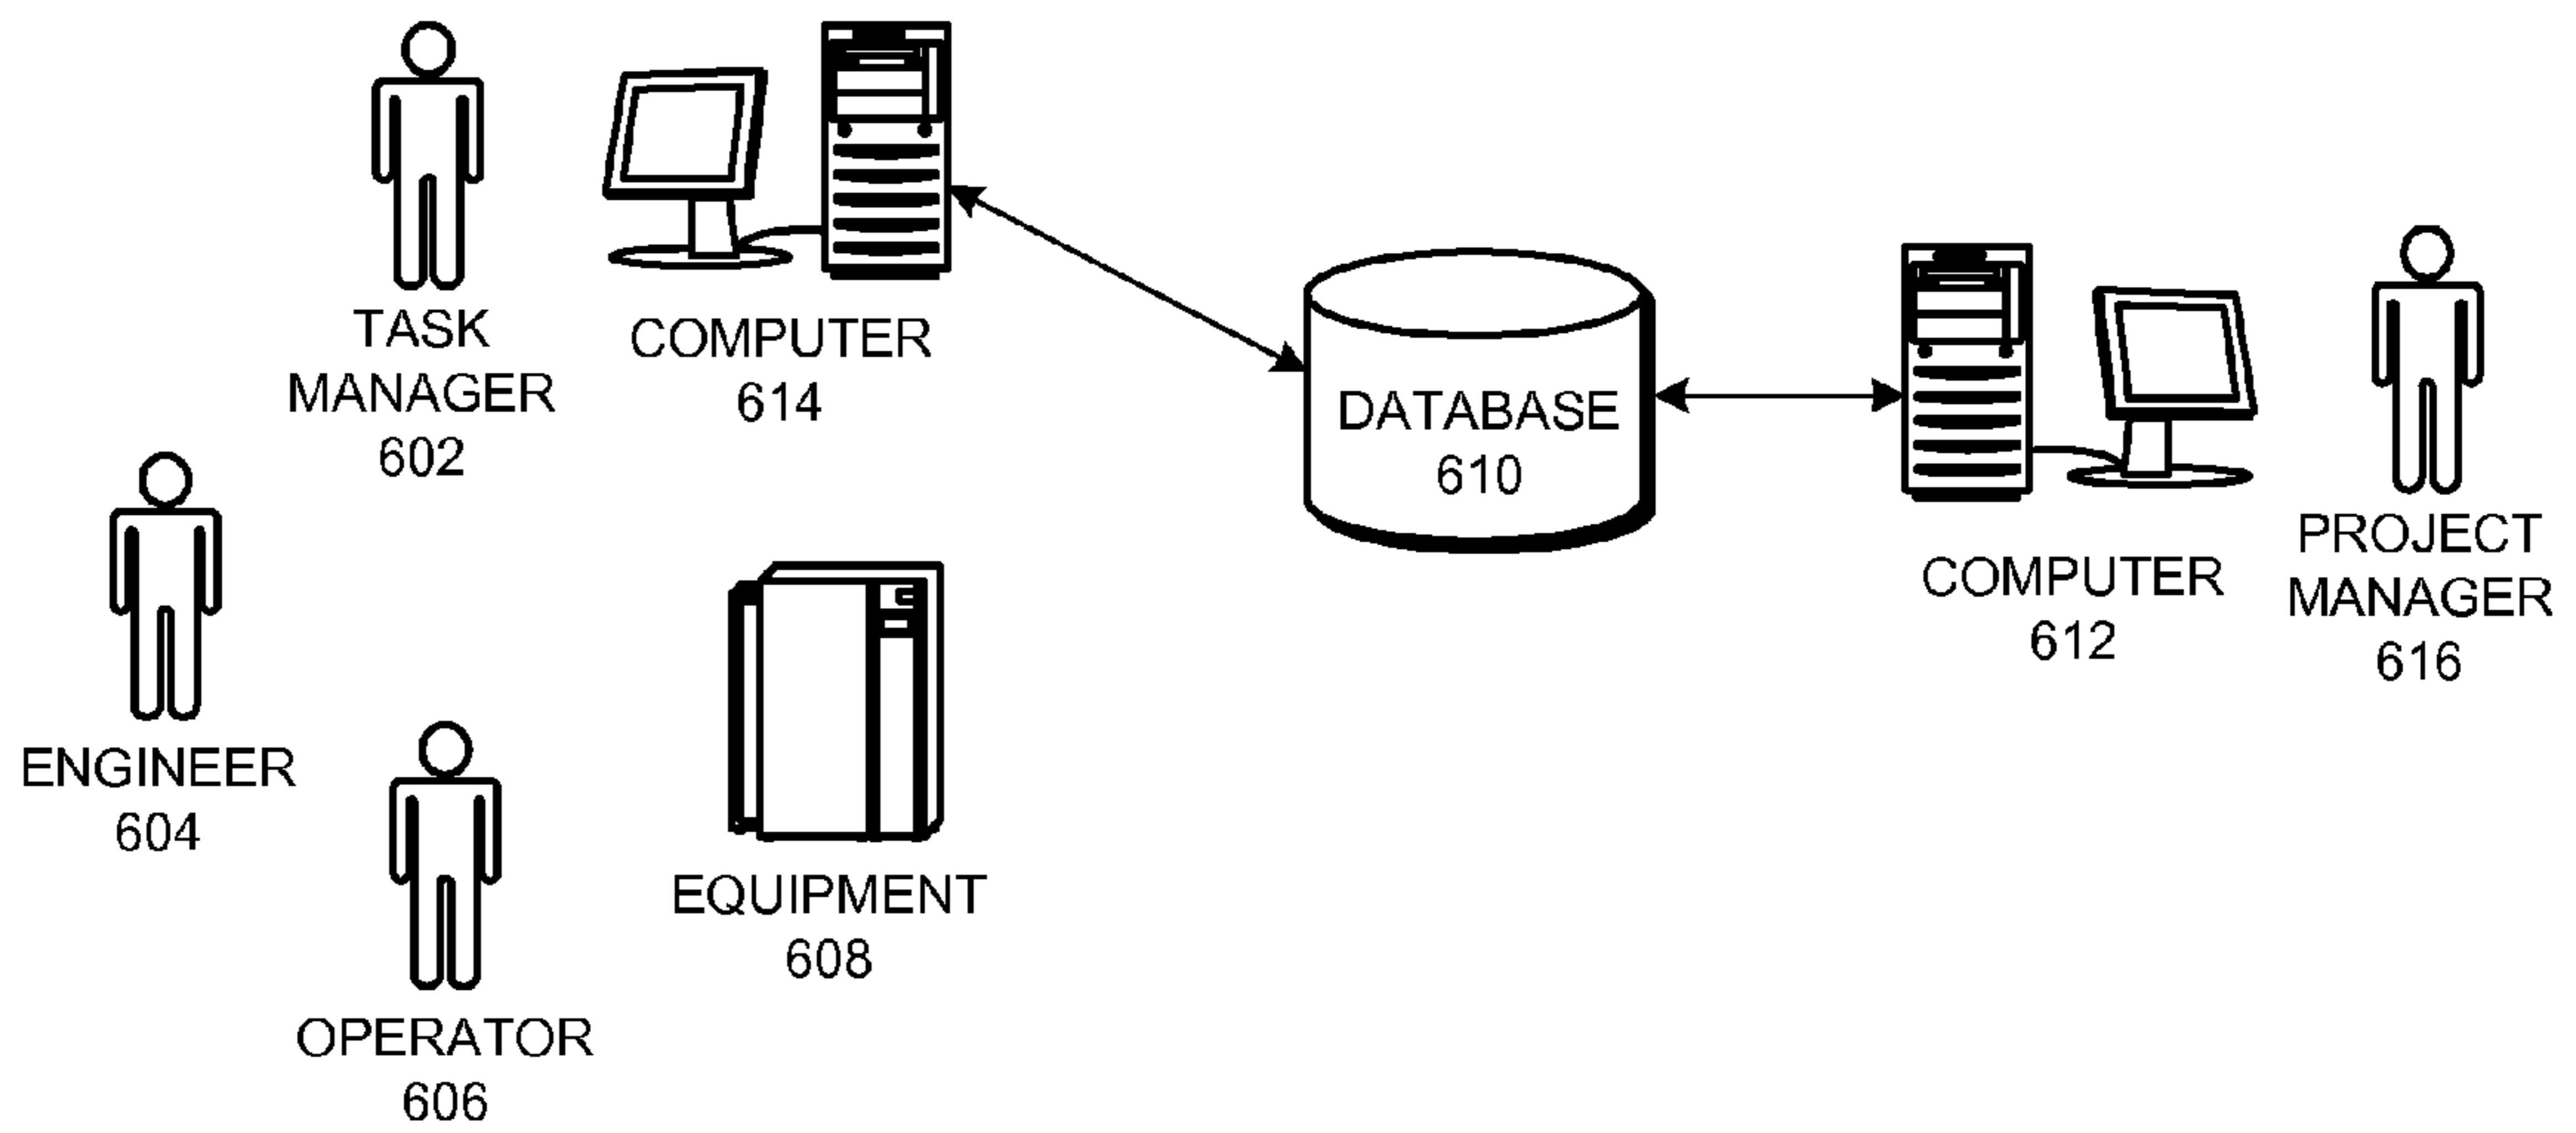 TASK
MANAGER
602
COMPUTER
614
DATABASE
610
COMPUTER
612
PROJECT
MANAGER
616
ENGINEER
604
EQUIPMENT
608
OPERATOR
606